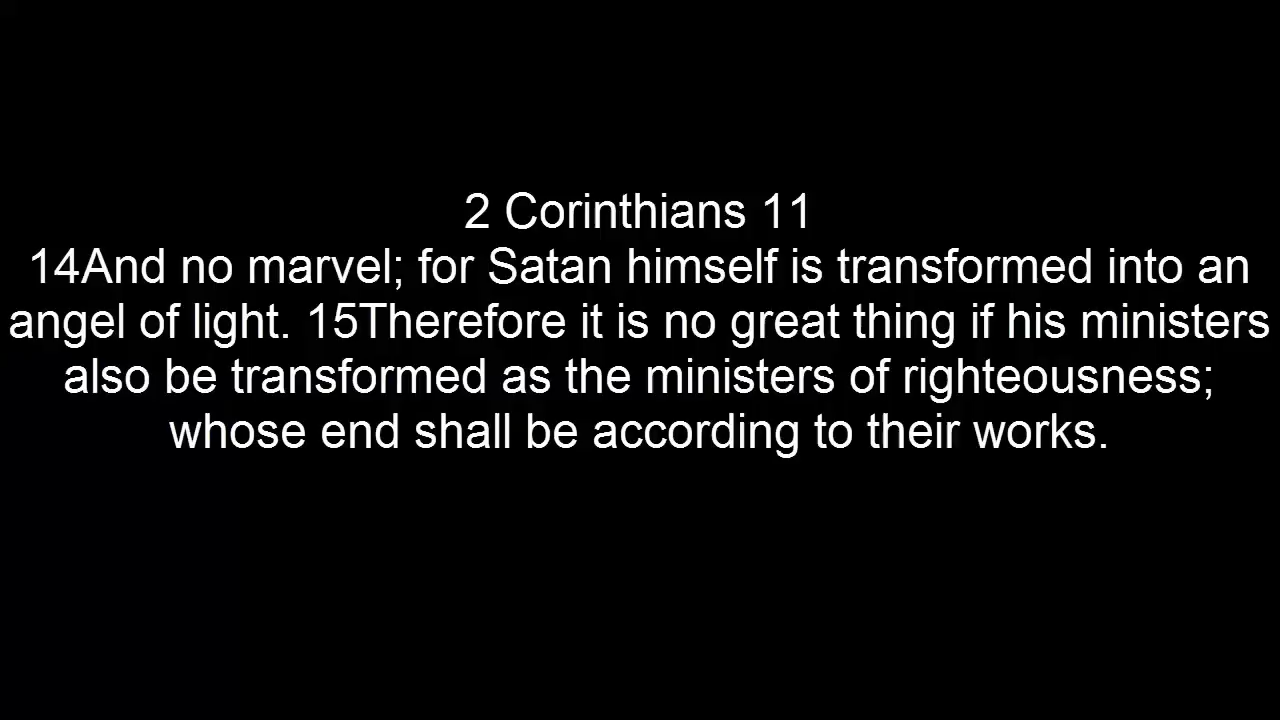 2 Corinthians 11
14And no marvel; for Satan himself is transformed into an
angel of light. 15Therefore it is no great thing if his ministers
also be transformed as the ministers of righteousness;
whose end shall be according to their works.